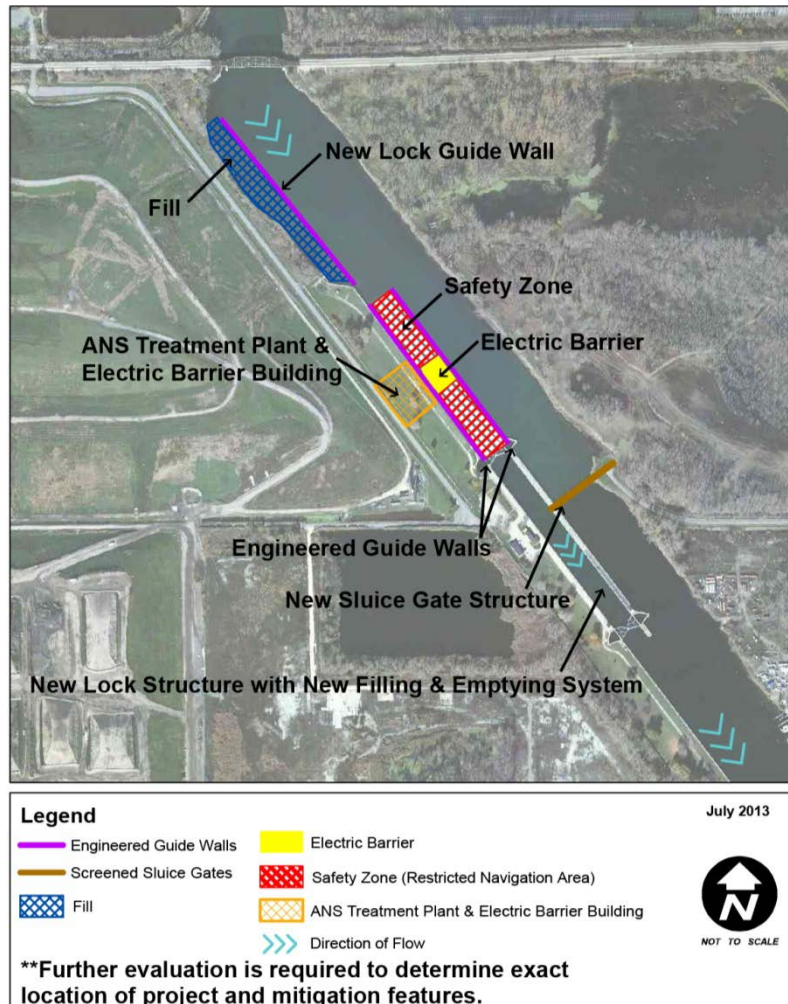 New Lock Guide Wall
Fill
Safety Zone
Electric Barrier
ANS Treatment Plant &
Electric Barrier Building
Engineered Guide Walls
New Sluice Gate Structure
New Lock Structure with New Filling & Emptying System
Legend
July 2013
Engineered Guide Walls
Screened Sluice Gates
Fill
Electric Barrier
Safety Zone (Restricted Navigation Area)
ANS Treatment Plant & Electric Barrier Building
Direction of Flow
N
NOT TO SCALE
**Further evaluation is required to determine exact
location of project and mitigation features.